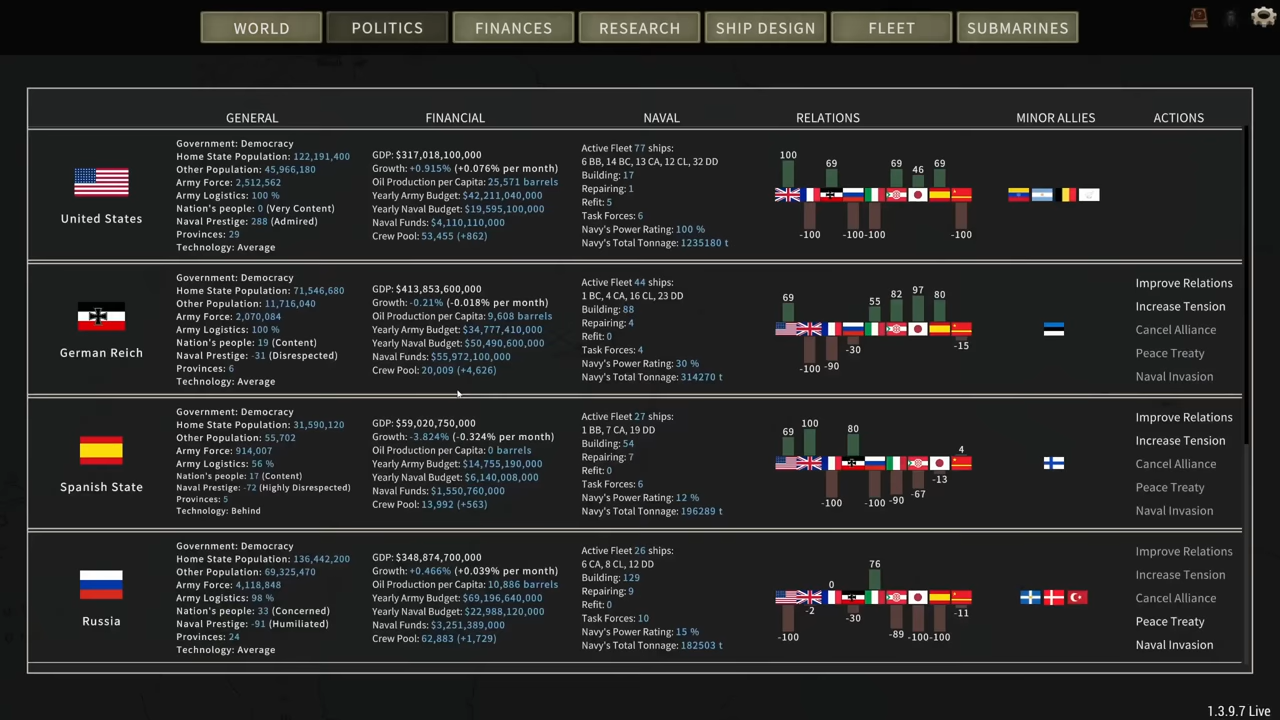 WORLD POLITICS FINANCES RESEARCH SHIP DESIGN FLEET SUBMARINES
GENERAL FINANCIAL NAVAL RELATIONS MINOR ALLIES ACTIONS
United States
Government: Democracy
Home State Population: 122,191,400
Other Population: 45,966,180
Army Force: 2,512,562
Army Logistics: 100 %
Nation's people: 0 (Very Content)
Naval Prestige: 288 (Admired)
Provinces: 29
Technology: Average
GDP: $317,018,100,000
Growth: +0.915% (+0.076% per month)
Oil Production per Capita: 25,571 barrels
Yearly Army Budget: $42,211,040,000
Yearly Naval Budget: $19,595,100,000
Naval Funds: $4,110,110,000
Crew Pool: 53,455 (+862)
Active Fleet 77 ships:
6 BB, 14 BC, 13 CA, 12 CL, 32 DD
Building: 17
Repairing: 1
Refit: 5
Task Forces: 6
Navy's Power Rating: 100 %
Navy's Total Tonnage: 1235180 t
100 69 69 46 69
-100 -100 -100 -100
German Reich
Government: Democracy
Home State Population: 71,546,680
Other Population: 11,716,040
Army Force: 2,070,084
Army Logistics: 100 %
Nation's people: 19 (Content)
Naval Prestige: -31 (Disrespected)
Provinces: 6
Technology: Average
GDP: $413,853,600,000
Growth: -0.21% (-0.018% per month)
Oil Production per Capita: 9,608 barrels
Yearly Army Budget: $34,777,410,000
Yearly Naval Budget: $50,490,600,000
Naval Funds: $55,972,100,000
Crew Pool: 20,009 (+4,626)
Active Fleet 44 ships:
1 BC, 4 CA, 16 CL, 23 DD
Building: 88
Repairing: 4
Refit: 0
Task Forces: 4
Navy's Power Rating: 30 %
Navy's Total Tonnage: 314270 t
69 55 82 97 80
-100 -90 -30 -15
Improve Relations
Increase Tension
Cancel Alliance
Peace Treaty
Naval Invasion
Spanish State
Government: Democracy
Home State Population: 31,590,120
Other Population: 55,702
Army Force: 914,007
Army Logistics: 56 %
Nation's people: 17 (Content)
Naval Prestige: -72 (Highly Disrespected)
Provinces: 5
Technology: Behind
GDP: $59,020,750,000
Growth: -3.824% (-0.324% per month)
Oil Production per Capita: 0 barrels
Yearly Army Budget: $14,755,190,000
Yearly Naval Budget: $6,140,008,000
Naval Funds: $1,550,760,000
Crew Pool: 13,992 (+563)
Active Fleet 27 ships:
1 BB, 7 CA, 19 DD
Building: 54
Repairing: 7
Refit: 0
Task Forces: 6
Navy's Power Rating: 12 %
Navy's Total Tonnage: 196289 t
69 100 80 4
-100 -100 -90 -67 -13
Improve Relations
Increase Tension
Cancel Alliance
Peace Treaty
Naval Invasion
Russia
Government: Democracy
Home State Population: 136,442,200
Other Population: 69,325,470
Army Force: 4,118,848
Army Logistics: 98 %
Nation's people: 33 (Concerned)
Naval Prestige: -91 (Humiliated)
Provinces: 24
Technology: Average
GDP: $348,874,700,000
Growth: +0.466% (+0.039% per month)
Oil Production per Capita: 10,886 barrels
Yearly Army Budget: $69,196,640,000
Yearly Naval Budget: $22,988,120,000
Naval Funds: $3,251,389,000
Crew Pool: 62,883 (+1,729)
Active Fleet 26 ships:
6 CA, 8 CL, 12 DD
Building: 129
Repairing: 9
Refit: 0
Task Forces: 10
Navy's Power Rating: 15 %
Navy's Total Tonnage: 182503 t
0 76
-100 -2 -30 -89 -100 -100 -11
Improve Relations
Increase Tension
Cancel Alliance
Peace Treaty
Naval Invasion
1.3.9.7 Live